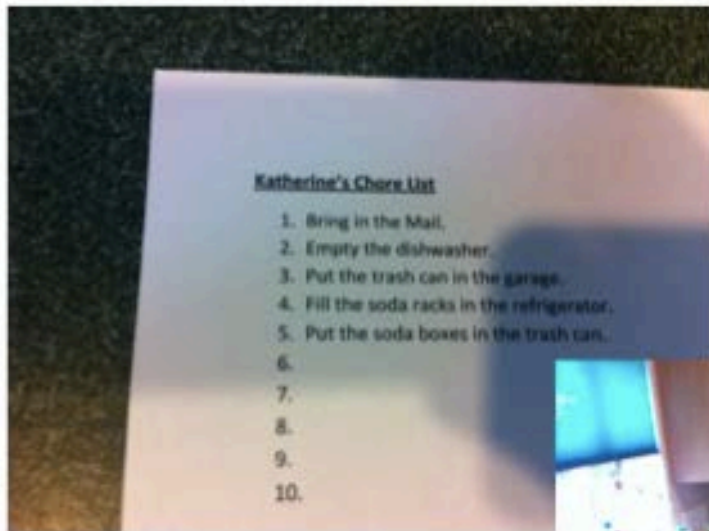 Katherine's Chore List
1. Bring in the Mail.
2. Empty the dishwasher.
3. Put the trash can in the garage.
4. Fill the soda racks in the refrigerator.
5. Put the soda boxes in the trash can.
6.
7.
8.
9.
10.